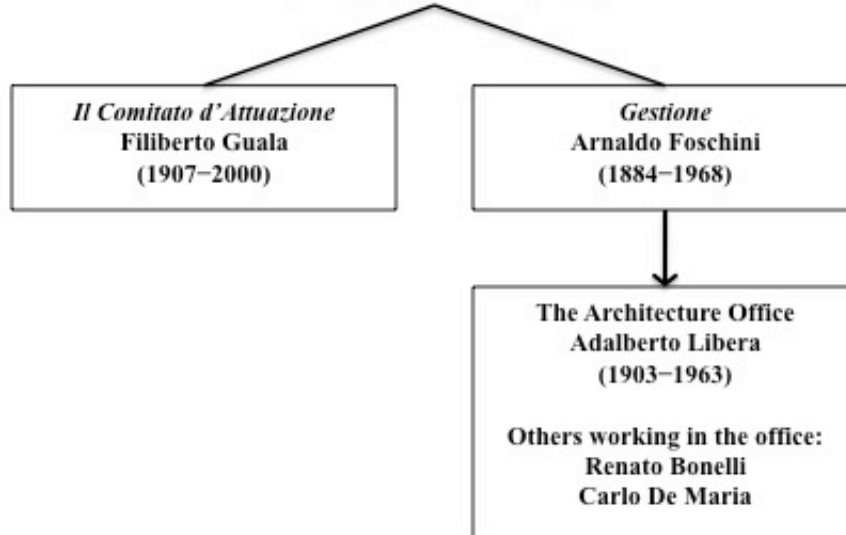 Il Comitato d’Attuazione
Filiberto Guala
(1907−2000)
Gestione
Arnaldo Foschini
(1884−1968)
The Architecture Office
Adalberto Libera
(1903−1963)
Others working in the office:
Renato Bonelli
Carlo De Maria